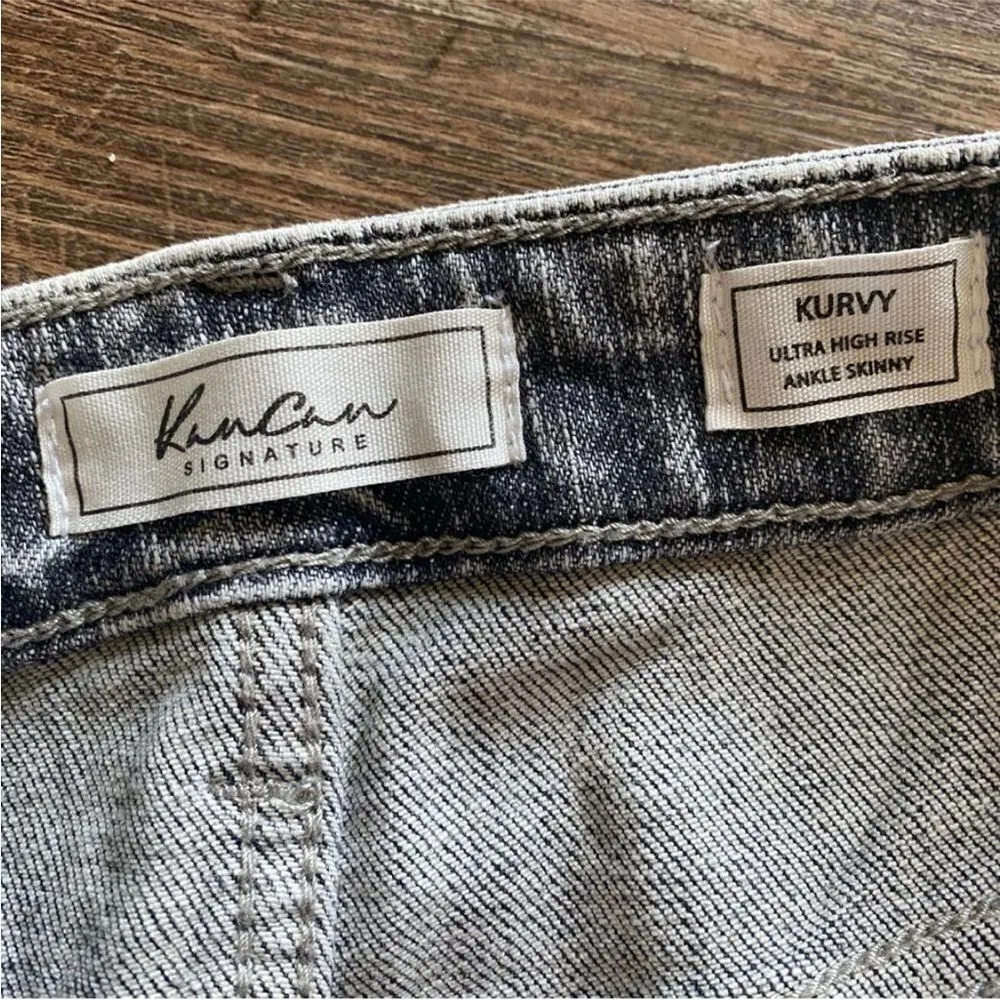 KanCan
SIGNATURE
KURVY
ULTRA HIGH RISE
ANKLE SKINNY